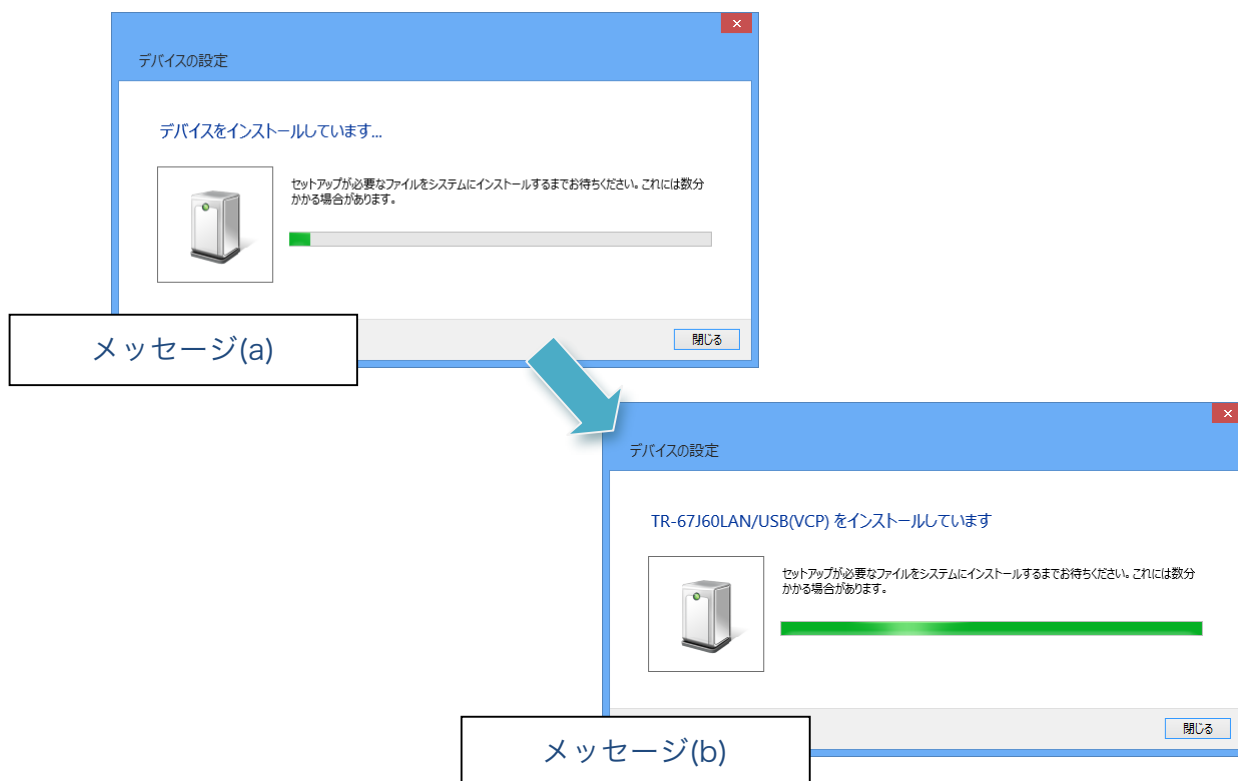 デバイスの設定
デバイスをインストールしています...
セットアップが必要なファイルをシステムにインストールするまでお待ちください。これには数分
かかる場合があります。
閉じる
メッセージ(a)
デバイスの設定
TR-67J60LAN/USB(VCP) をインストールしています
セットアップが必要なファイルをシステムにインストールするまでお待ちください。これには数分
かかる場合があります。
閉じる
メッセージ(b)